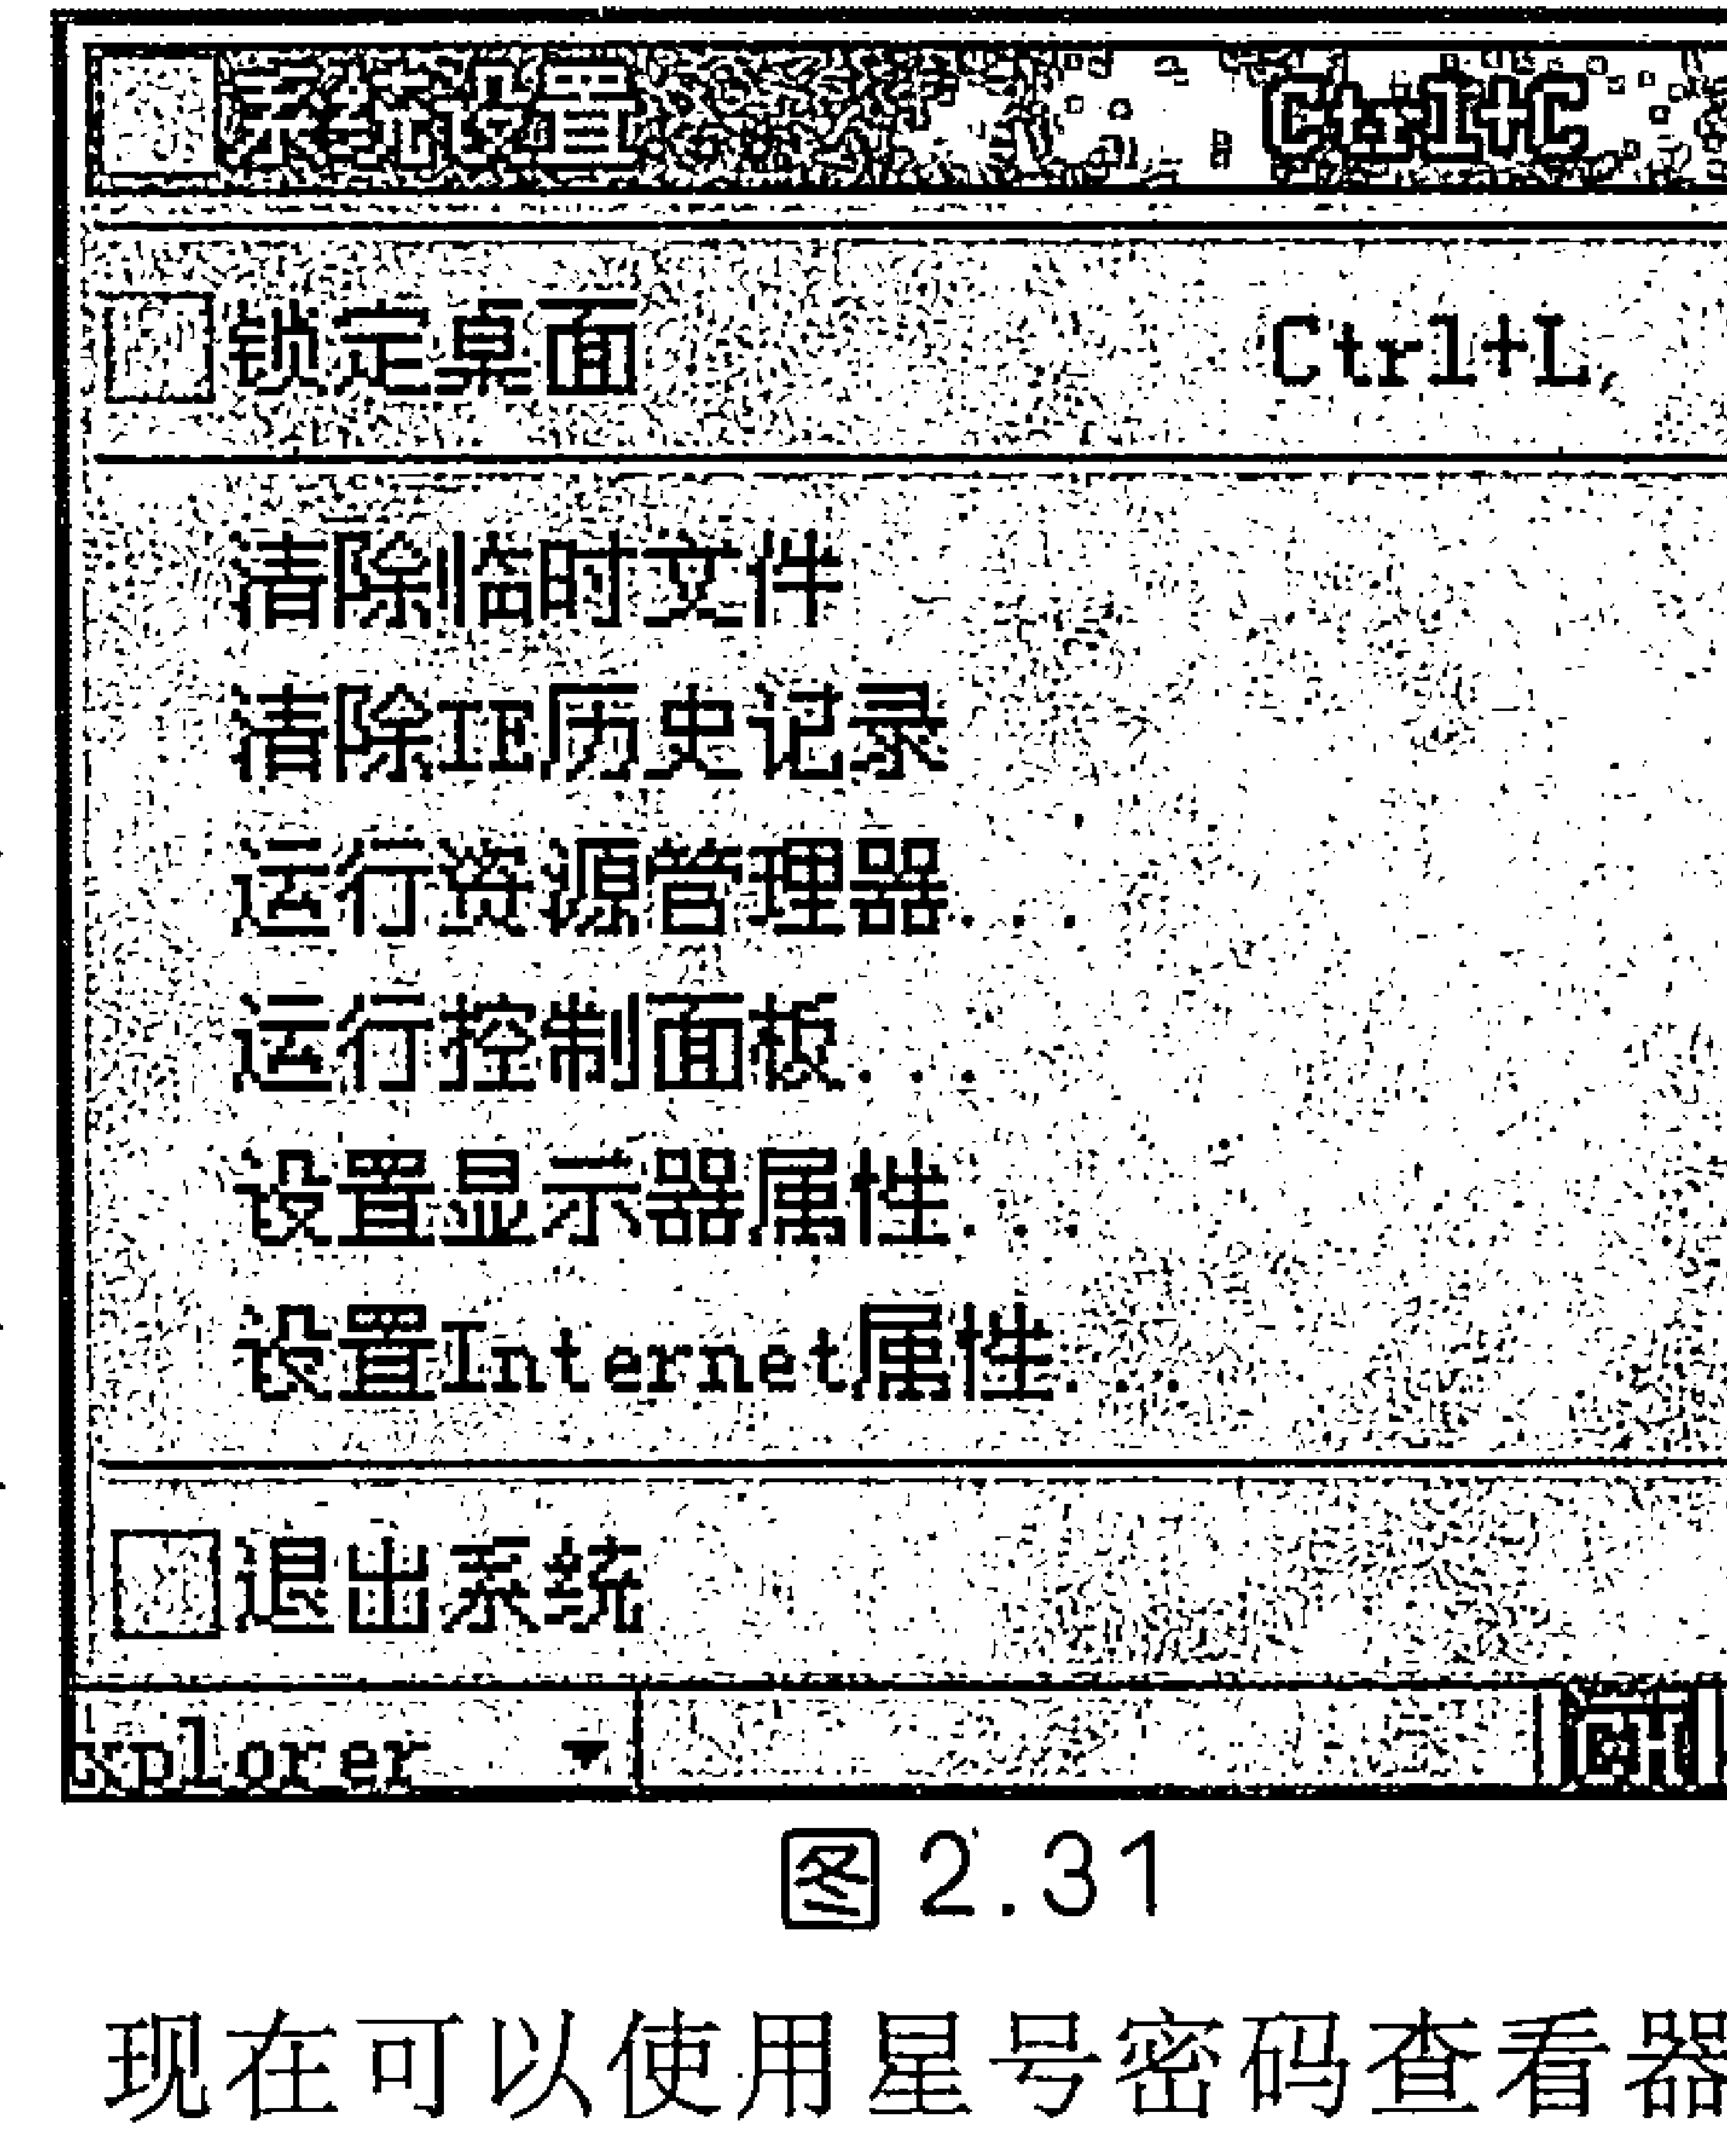 系统设置 Ctrl+C
锁定桌面 Ctrl+L
清除临时文件
清除IE历史记录
运行资源管理器...
运行控制面板...
设置显示器属性...
设置Internet属性...
退出系统
xplorer
图2.31
现在可以使用星号密码查看器